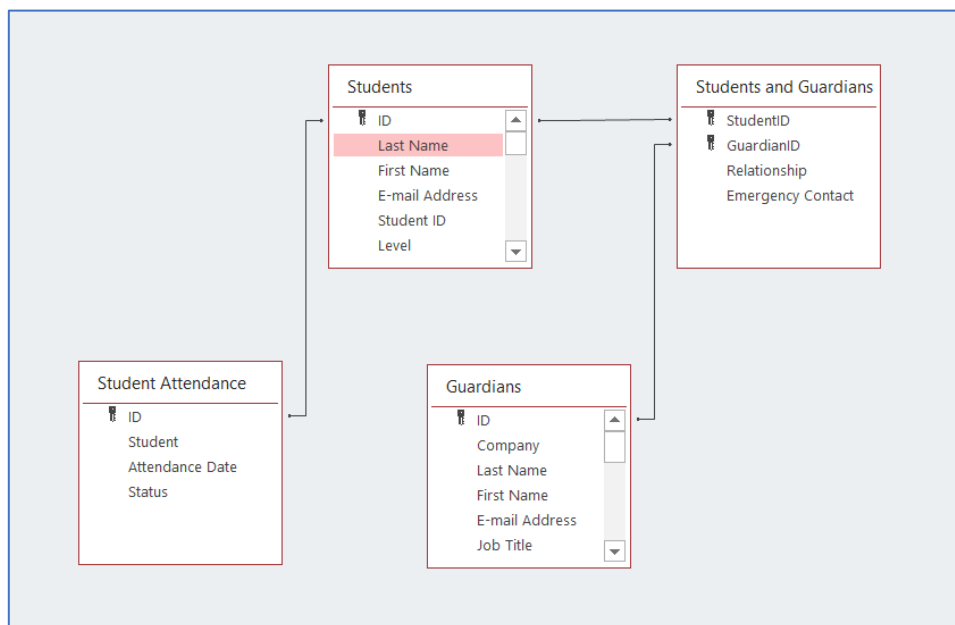 Students
ID
Last Name
First Name
E-mail Address
Student ID
Level
Students and Guardians
StudentID
GuardianID
Relationship
Emergency Contact
Student Attendance
ID
Student
Attendance Date
Status
Guardians
ID
Company
Last Name
First Name
E-mail Address
Job Title